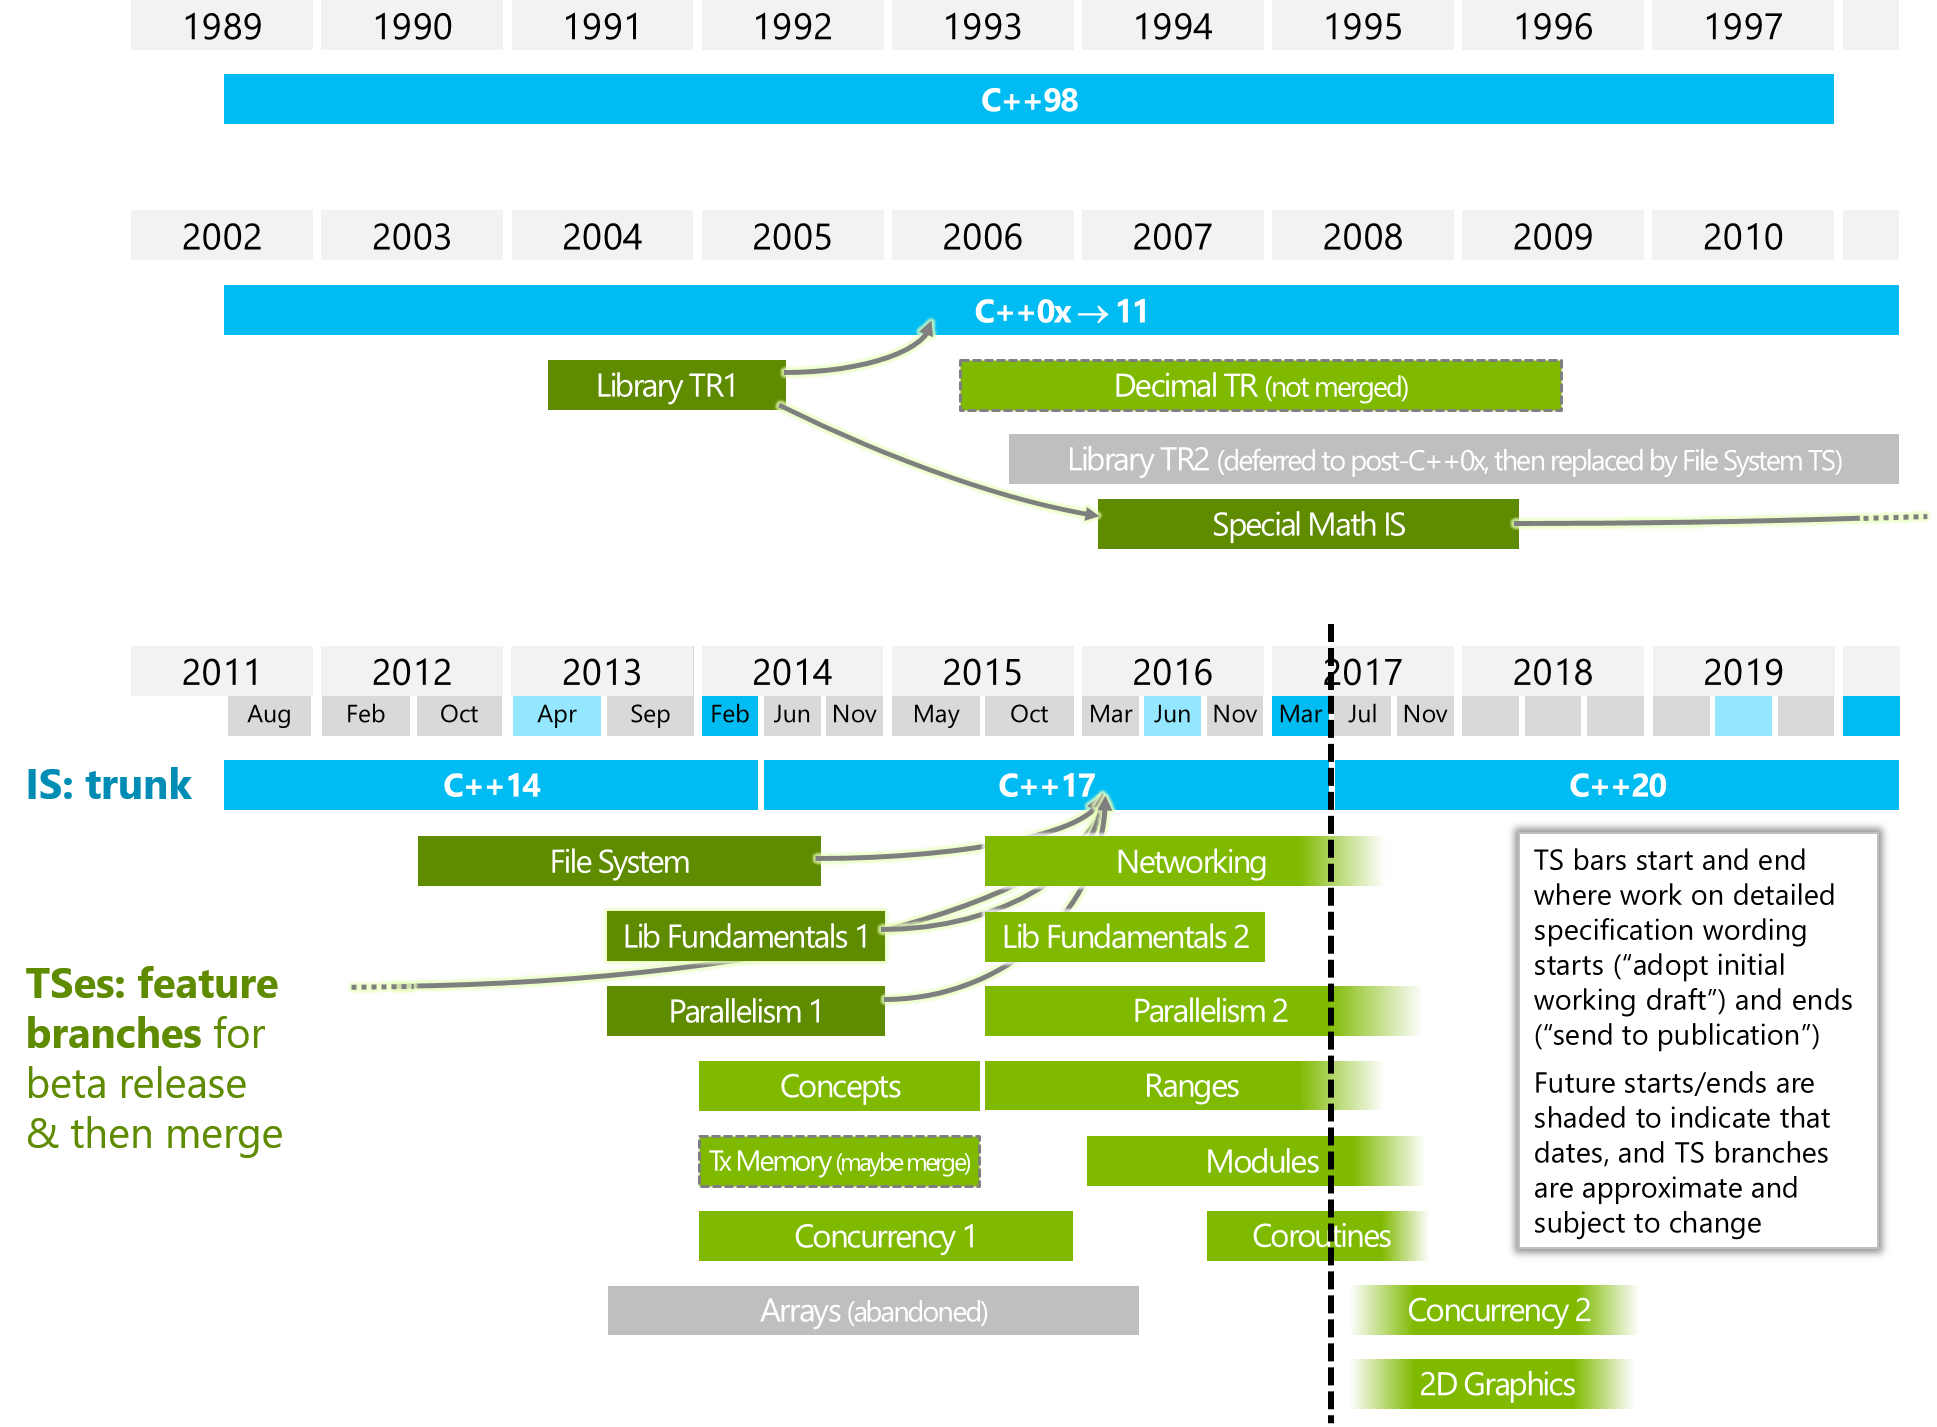 1989 1990 1991 1992 1993 1994 1995 1996 1997
C++98
2002 2003 2004 2005 2006 2007 2008 2009 2010
C++0x → 11
Library TR1
Decimal TR (not merged)
Library TR2 (deferred to post-C++0x, then replaced by File System TS)
Special Math IS
2011 2012 2013 2014 2015 2016 2017 2018 2019
Aug Feb Oct Apr Sep Feb Jun Nov May Oct Mar Jun Nov Mar Jul Nov
IS: trunk
C++14 C++17 C++20
File System Networking
Lib Fundamentals 1 Lib Fundamentals 2
Parallelism 1 Parallelism 2
Concepts Ranges
Tx Memory (maybe merge) Modules
Concurrency 1 Coroutines
Arrays (abandoned) Concurrency 2
2D Graphics
TSes: feature
branches for
beta release
& then merge
TS bars start and end
where work on detailed
specification wording
starts (“adopt initial
working draft”) and ends
(“send to publication”)
Future starts/ends are
shaded to indicate that
dates, and TS branches
are approximate and
subject to change